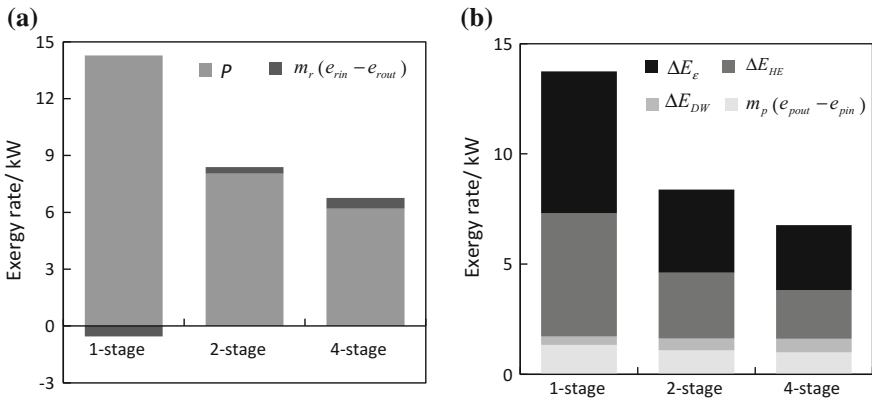 (a)
15
12
9
6
3
0
-3
Exergy rate/ kW
P
m_r (e_rin − e_rout)
1-stage
2-stage
4-stage
(b)
15
10
5
0
Exergy rate/ kW
ΔE_ε
ΔE_HE
ΔE_DW
m_p (e_pout − e_pin)
1-stage
2-stage
4-stage